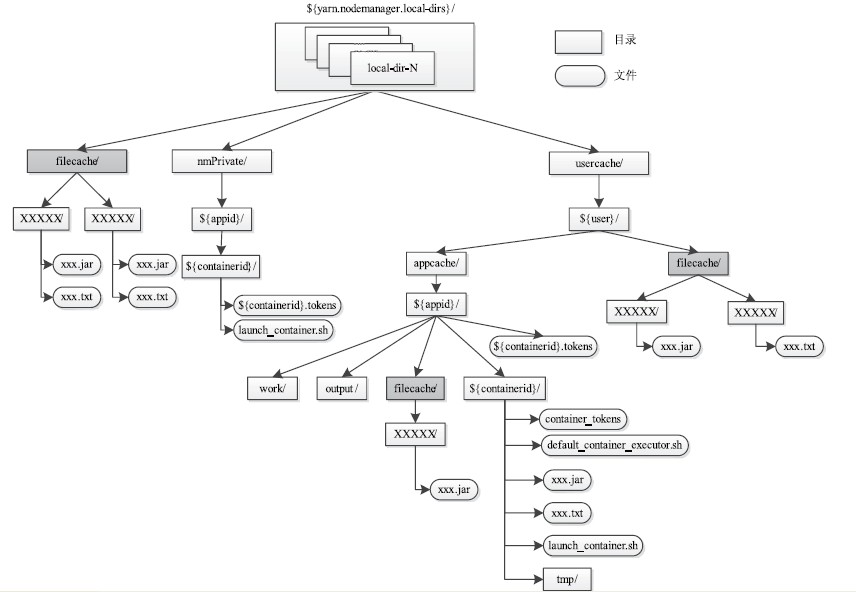 ${yarn.nodemanager.local-dirs}/
local-dir-N
目录
文件
filecache/
nmPrivate/
usercache/
XXXXX/
XXXXX/
${appid}/
${user}/
xxx.jar
xxx.jar
${containerid}/
appcache/
filecache/
xxx.txt
xxx.txt
${containerid}.tokens
${appid}/
XXXXX/
XXXXX/
launch_container.sh
${containerid}.tokens
xxx.jar
xxx.txt
work/
output/
filecache/
${containerid}/
XXXXX/
container_tokens
default_container_executor.sh
xxx.jar
xxx.jar
xxx.txt
launch_container.sh
tmp/